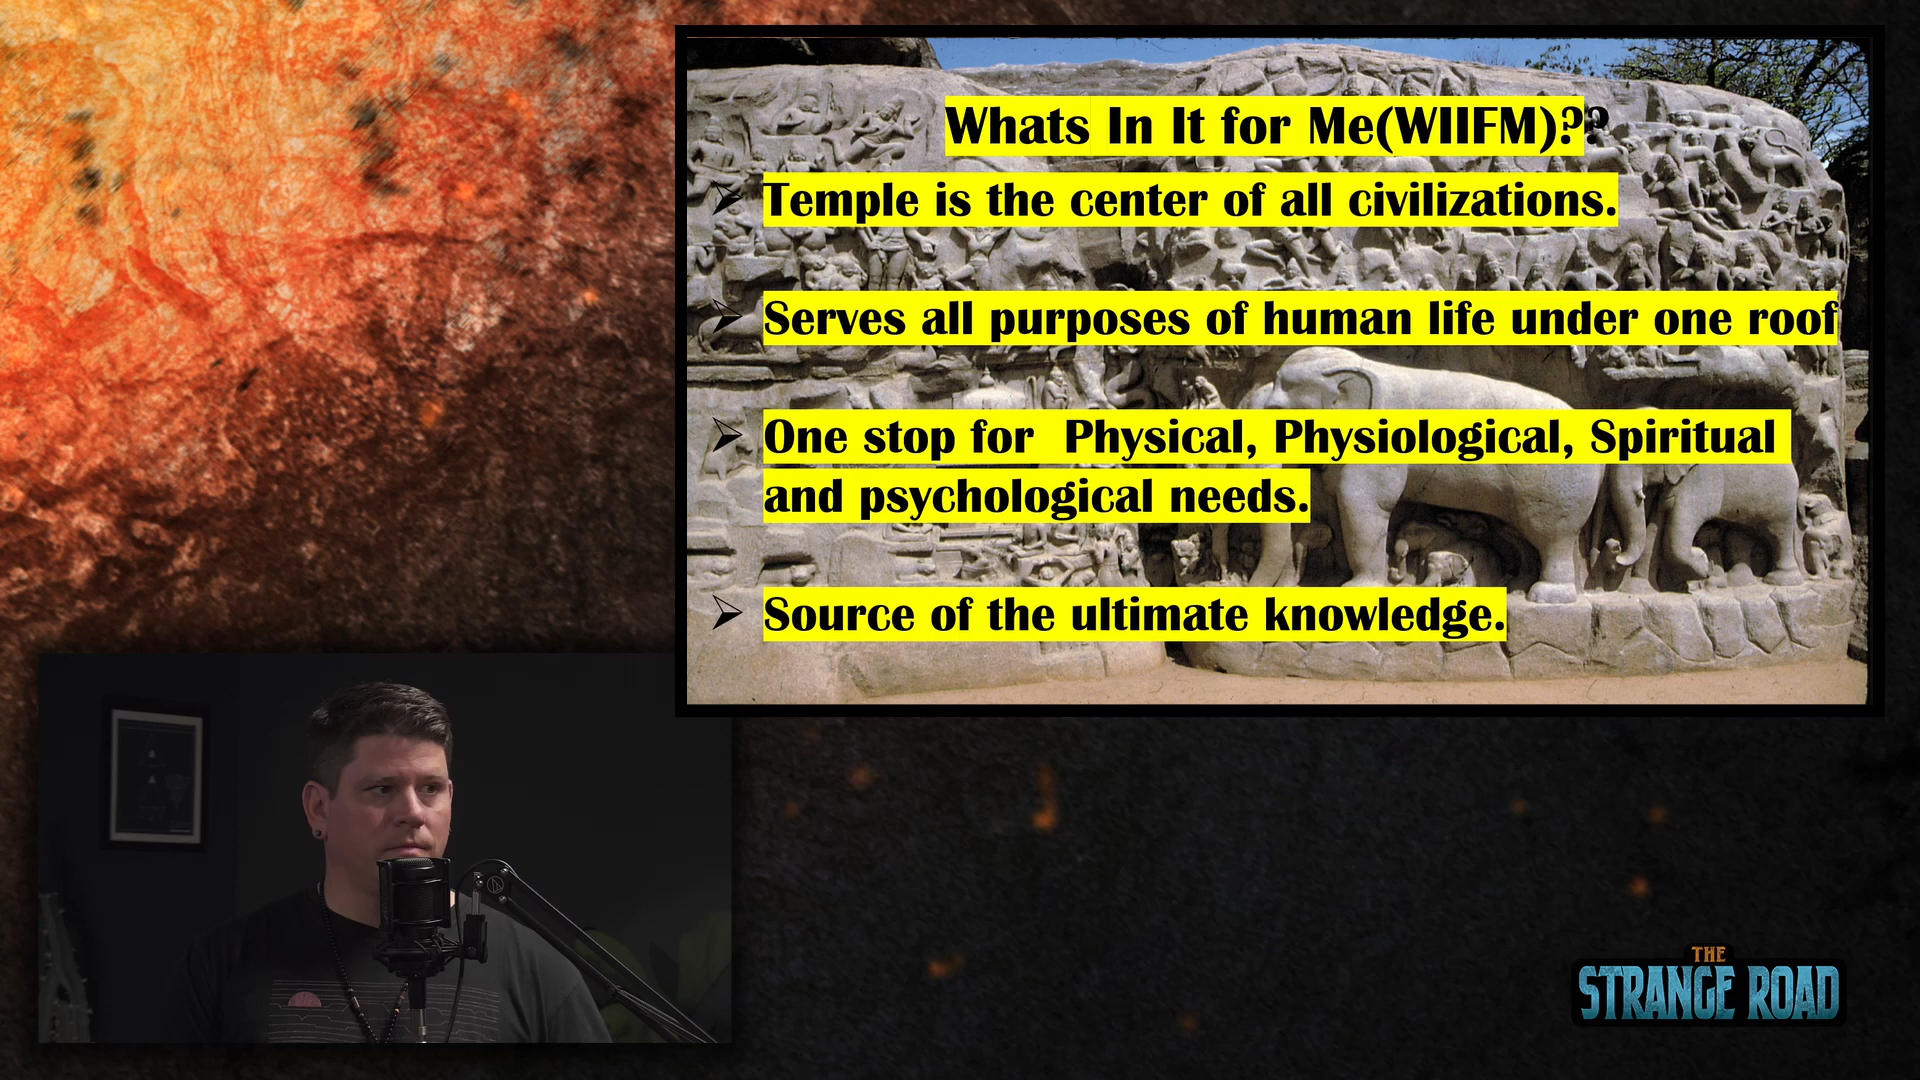 Whats In It for Me(WIIFM)??
➢ Temple is the center of all civilizations.
➢ Serves all purposes of human life under one roof
➢ One stop for  Physical, Physiological, Spiritual
and psychological needs.
➢ Source of the ultimate knowledge.
THE
STRANGE ROAD